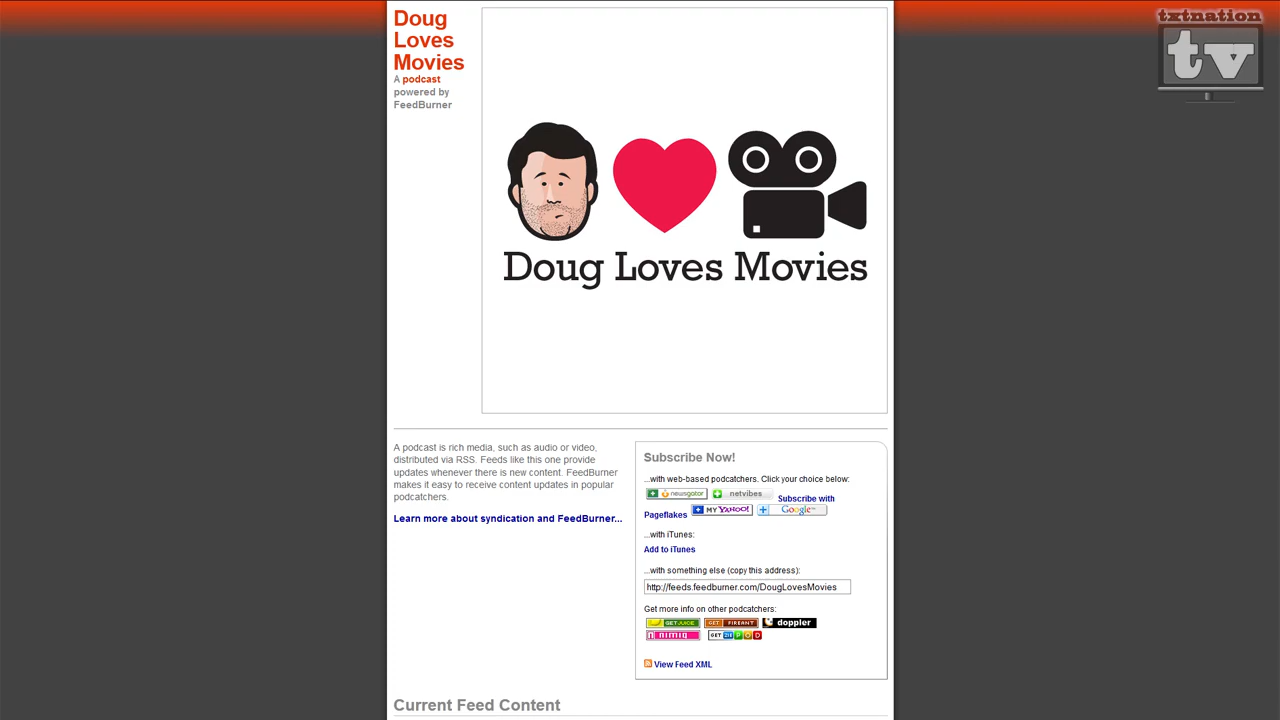 Doug
Loves
Movies
A podcast
powered by
FeedBurner
txtnation
tv
Doug Loves Movies
A podcast is rich media, such as audio or video,
distributed via RSS. Feeds like this one provide
updates whenever there is new content. FeedBurner
makes it easy to receive content updates in popular
podcatchers.
Learn more about syndication and FeedBurner...
Subscribe Now!
...with web-based podcatchers. Click your choice below:
newsgator netvibes Subscribe with
Pageflakes MY YAHOO! Google™
...with iTunes:
Add to iTunes
...with something else (copy this address):
http://feeds.feedburner.com/DougLovesMovies
Get more info on other podcatchers:
GET JUICE GET FIREANT doppler
nimiq GET POD
View Feed XML
Current Feed Content